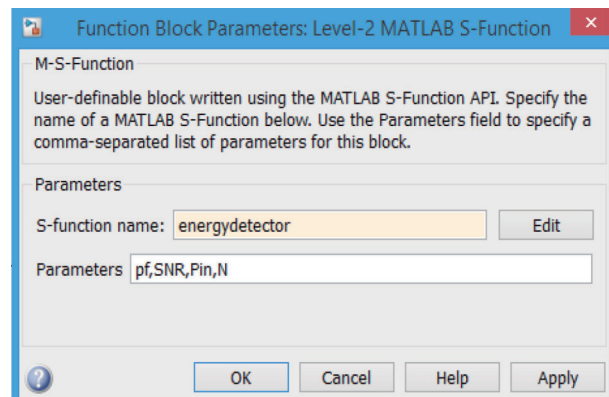 Function Block Parameters: Level-2 MATLAB S-Function
M-S-Function
User-definable block written using the MATLAB S-Function API. Specify the
name of a MATLAB S-Function below. Use the Parameters field to specify a
comma-separated list of parameters for this block.
Parameters
S-function name: energydetector Edit
Parameters pf,SNR,Pin,N
OK Cancel Help Apply